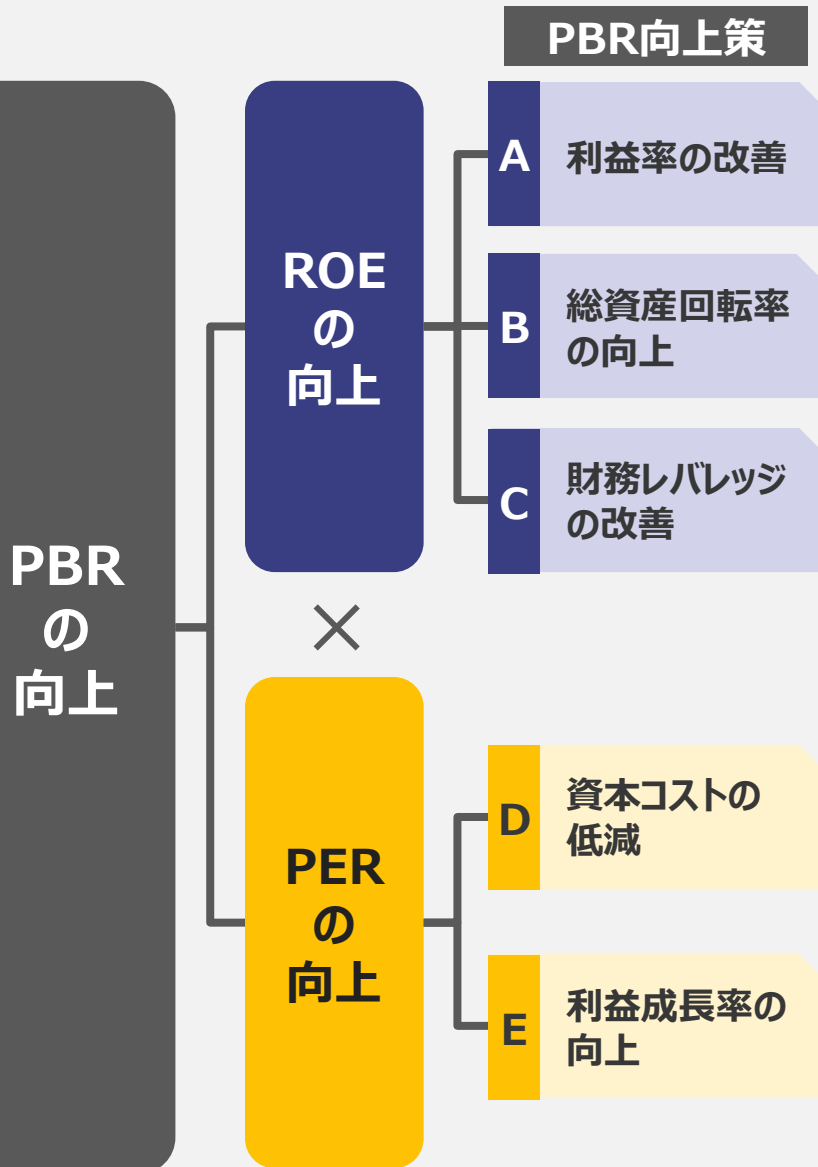 PBR向上策
PBR
の
向上
ROE
の
向上
A
利益率の改善
B
総資産回転率
の向上
C
財務レバレッジ
の改善
×
PER
の
向上
D
資本コストの
低減
E
利益成長率の
向上